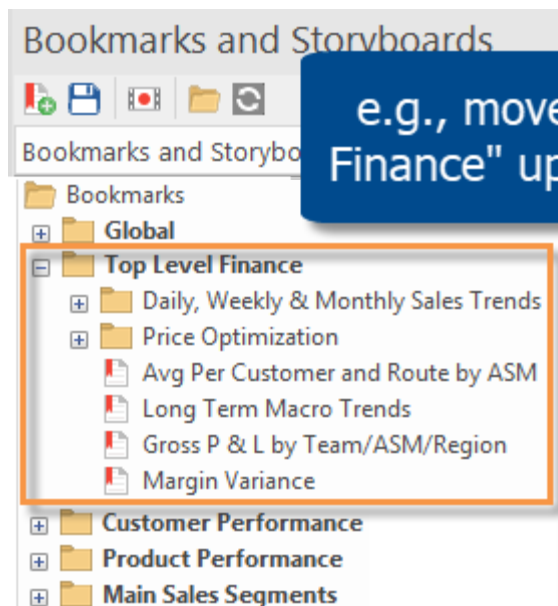 Bookmarks and Storyboards
e.g., move
Finance" up
Bookmarks and Storybo
Bookmarks
Global
Top Level Finance
Daily, Weekly & Monthly Sales Trends
Price Optimization
Avg Per Customer and Route by ASM
Long Term Macro Trends
Gross P & L by Team/ASM/Region
Margin Variance
Customer Performance
Product Performance
Main Sales Segments